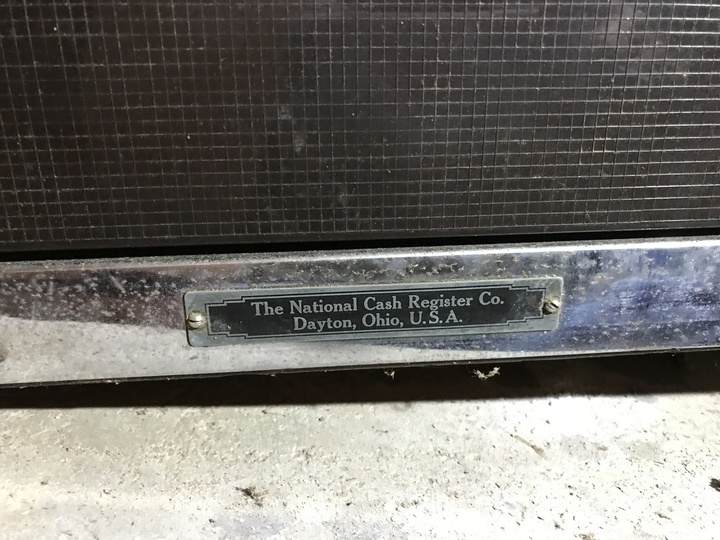 The National Cash Register Co.
Dayton, Ohio, U.S.A.